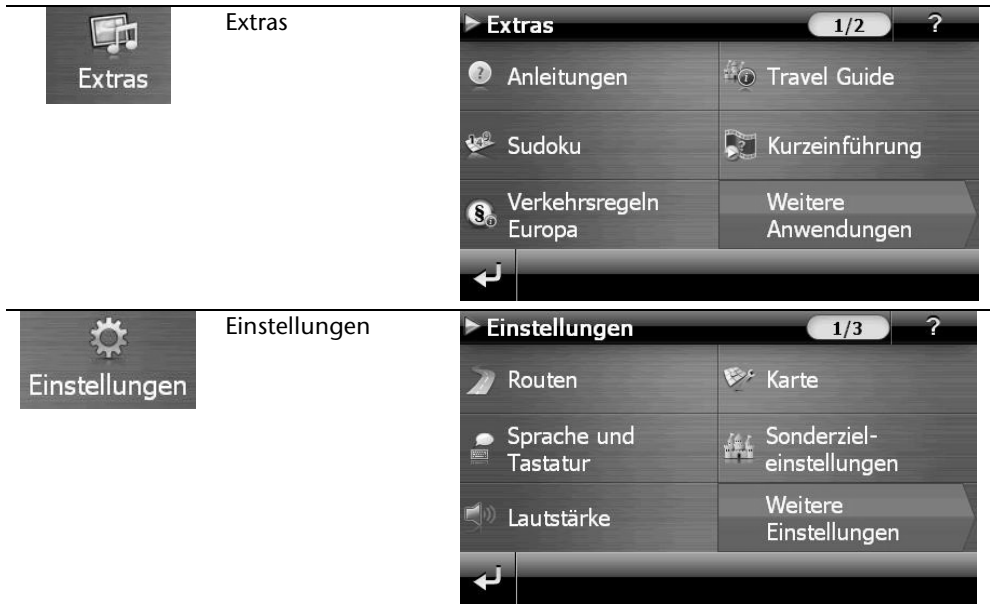 Extras
Extras
Extras 1/2 ?
Anleitungen Travel Guide
Sudoku Kurzeinführung
Verkehrsregeln
Europa
Weitere
Anwendungen
Einstellungen
Einstellungen
Einstellungen 1/3 ?
Routen Karte
Sprache und
Tastatur
Sonderziel-
einstellungen
Lautstärke
Weitere
Einstellungen